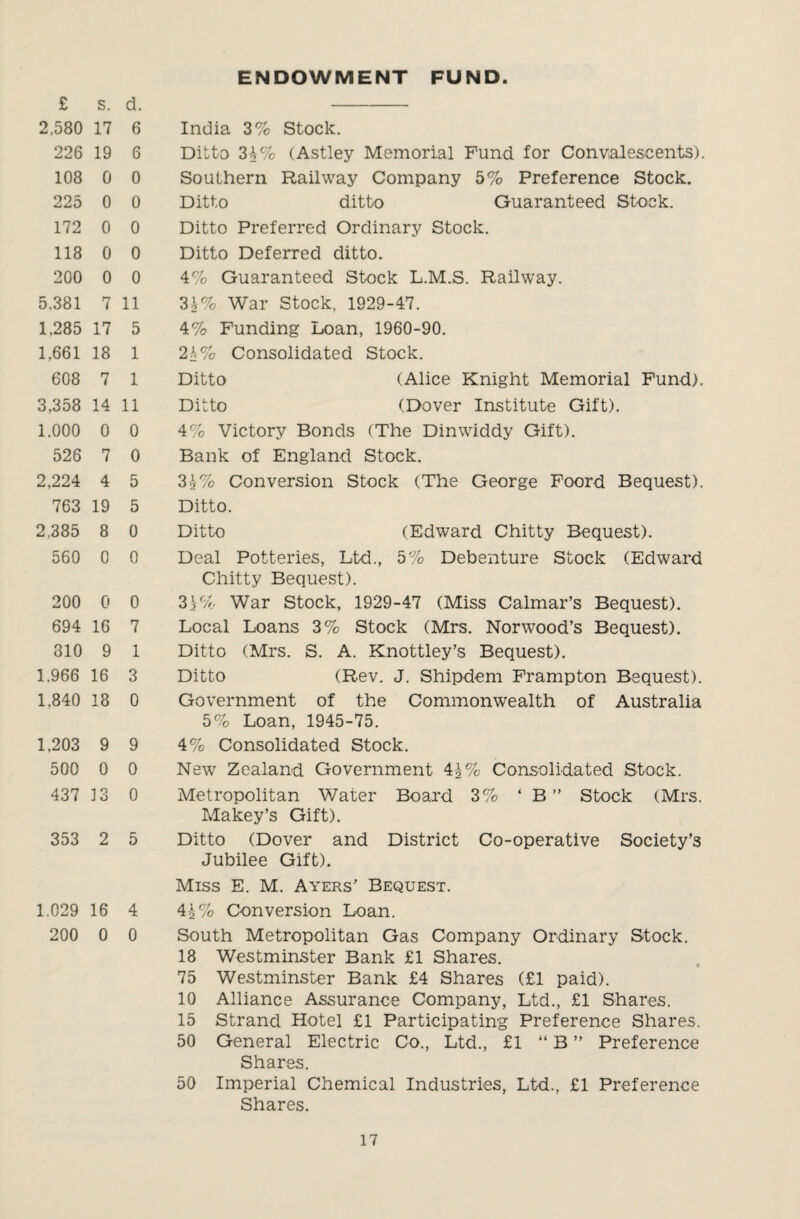 ENDOWMENT FUND.
£ s. d.
2,580 17 6 India 3% Stock.
226 19 6 Ditto 3½% (Astley Memorial Fund for Convalescents).
108 0 0 Southern Railway Company 5% Preference Stock.
225 0 0 Ditto ditto Guaranteed Stock.
172 0 0 Ditto Preferred Ordinary Stock.
118 0 0 Ditto Deferred ditto.
200 0 0 4% Guaranteed Stock L.M.S. Railway.
5,381 7 11 3½% War Stock, 1929-47.
1,285 17 5 4% Funding Loan, 1960-90.
1,661 18 1 2½% Consolidated Stock.
608 7 1 Ditto (Alice Knight Memorial Fund).
3,358 14 11 Ditto (Dover Institute Gift).
1,000 0 0 4% Victory Bonds (The Dinwiddy Gift).
526 7 0 Bank of England Stock.
2,224 4 5 3½% Conversion Stock (The George Foord Bequest).
763 19 5 Ditto.
2,385 8 0 Ditto (Edward Chitty Bequest).
560 0 0 Deal Potteries, Ltd., 5% Debenture Stock (Edward
Chitty Bequest).
200 0 0 3½% War Stock, 1929-47 (Miss Calmar's Bequest).
694 16 7 Local Loans 3% Stock (Mrs. Norwood's Bequest).
310 9 1 Ditto (Mrs. S. A. Knottley's Bequest).
1,966 16 3 Ditto (Rev. J. Shipdem Frampton Bequest).
1,840 18 0 Government of the Commonwealth of Australia
5% Loan, 1945-75.
1,203 9 9 4% Consolidated Stock.
500 0 0 New Zealand Government 4½% Consolidated Stock.
437 13 0 Metropolitan Water Board 3% ‘ B ” Stock (Mrs.
Makey's Gift).
353 2 5 Ditto (Dover and District Co-operative Society's
Jubilee Gift).
MISS E. M. AYERS' BEQUEST.
1,029 16 4 4½% Conversion Loan.
200 0 0 South Metropolitan Gas Company Ordinary Stock.
18 Westminster Bank £1 Shares.
75 Westminster Bank £4 Shares (£1 paid).
10 Alliance Assurance Company, Ltd., £1 Shares.
15 Strand Hotel £1 Participating Preference Shares.
50 General Electric Co., Ltd., £1 “ B ” Preference
Shares.
50 Imperial Chemical Industries, Ltd., £1 Preference
Shares.
17